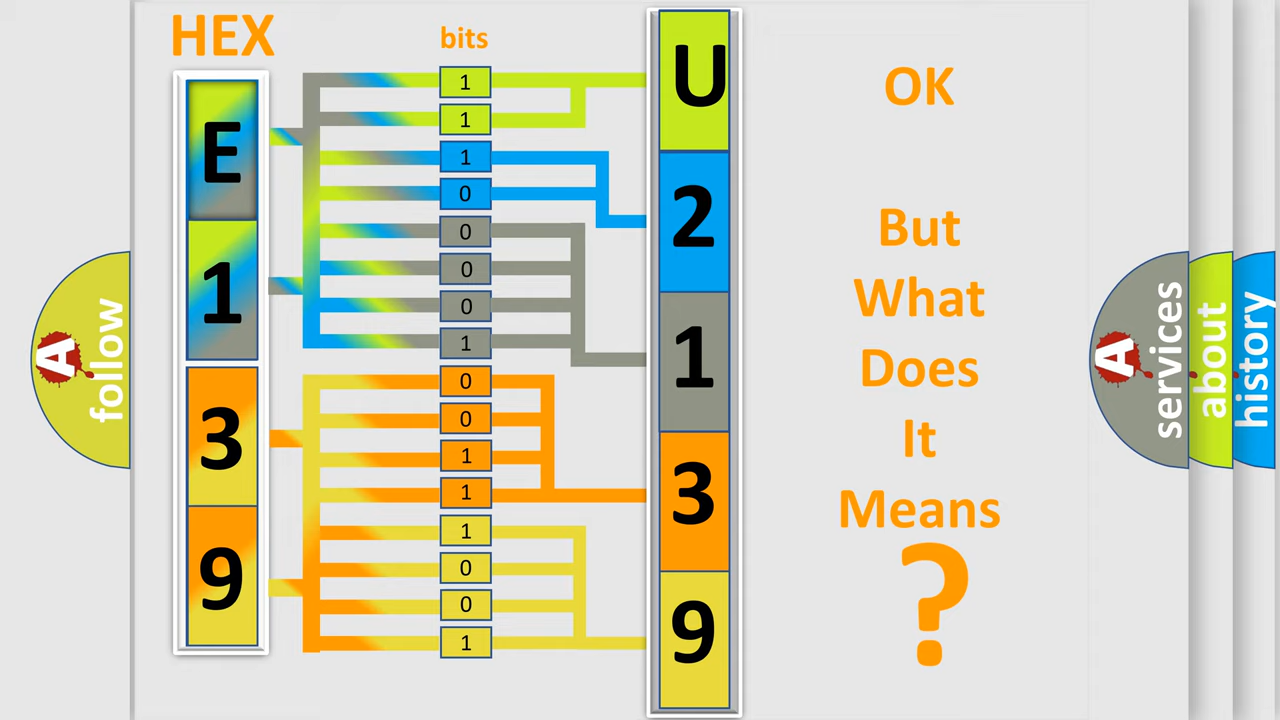 HEX
bits
E
1
3
9
1
1
1
0
0
0
0
1
0
0
1
1
1
0
0
1
U
2
1
3
9
OK
But
What
Does
It
Means
?
A
follow
A
services
about
history